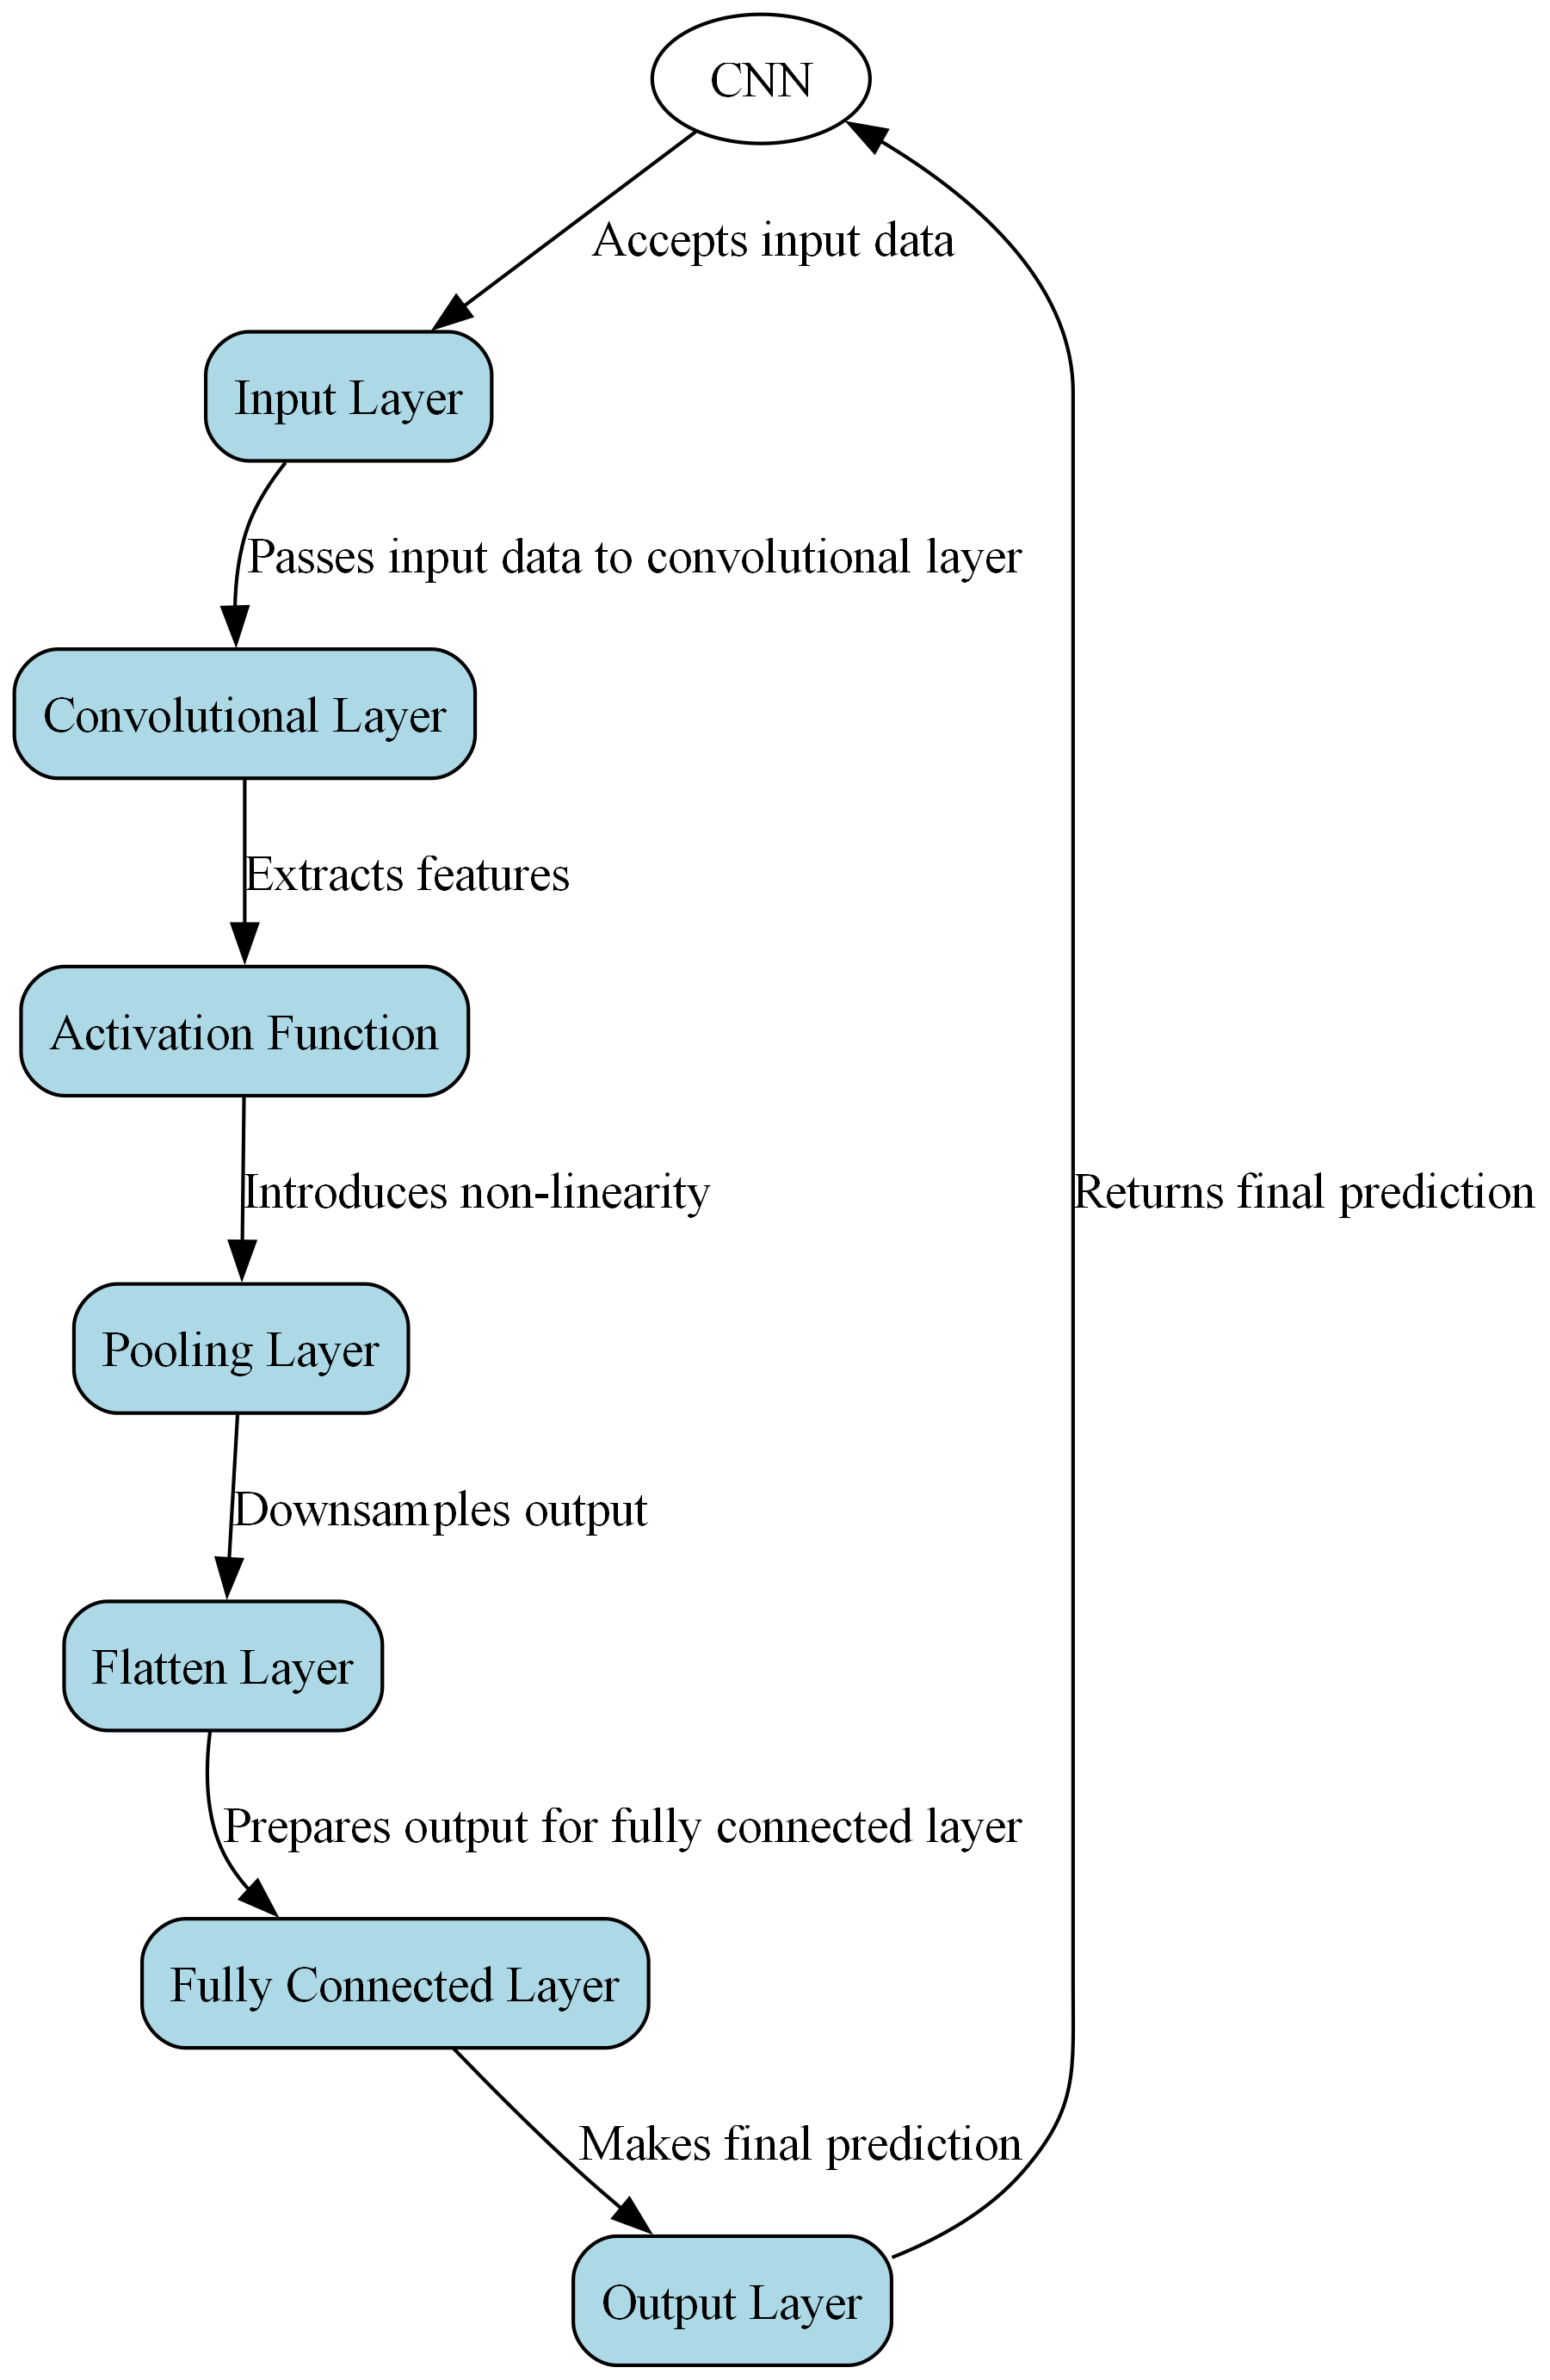 CNN
Accepts input data
Input Layer
Passes input data to convolutional layer
Convolutional Layer
Extracts features
Activation Function
Introduces non-linearity
Returns final prediction
Pooling Layer
Downsamples output
Flatten Layer
Prepares output for fully connected layer
Fully Connected Layer
Makes final prediction
Output Layer